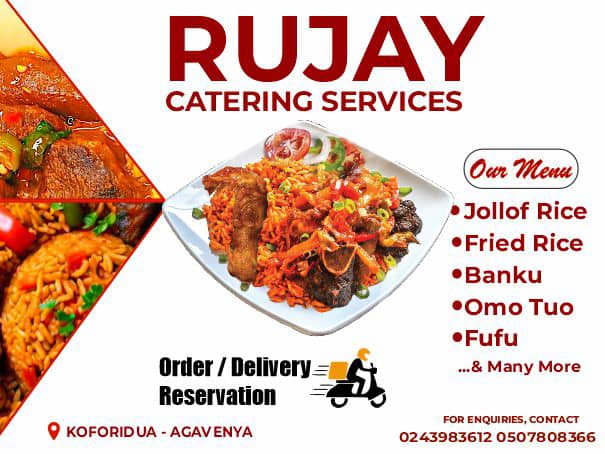 RUJAY
CATERING SERVICES
Our Menu
•Jollof Rice
•Fried Rice
•Banku
•Omo Tuo
•Fufu
...& Many More
Order / Delivery
Reservation
KOFORIDUA - AGAVENYA
FOR ENQUIRIES, CONTACT
0243983612 0507808366